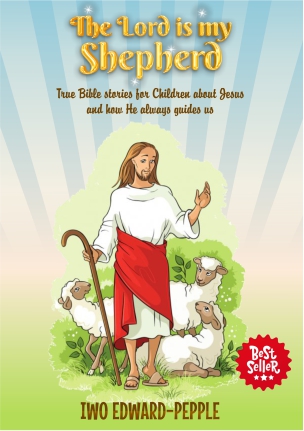 The Lord is my
Shepherd
True Bible stories for Children about Jesus
and how He always guides us
BeST
SeLLeR
IWO EDWARD-PEPPLE